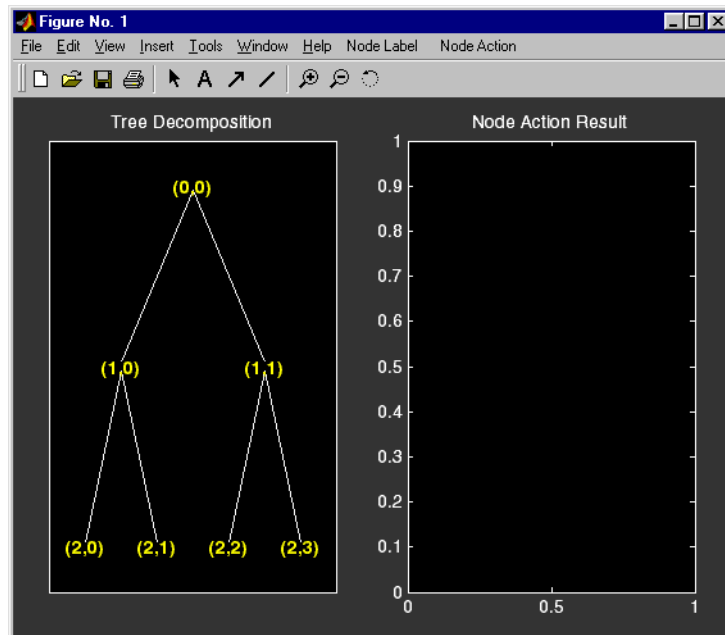 Figure No. 1
File Edit View Insert Tools Window Help Node Label Node Action
A
Tree Decomposition
(0,0)
(1,0) (1,1)
(2,0) (2,1) (2,2) (2,3)
Node Action Result
1
0.9
0.8
0.7
0.6
0.5
0.4
0.3
0.2
0.1
0
0 0.5 1